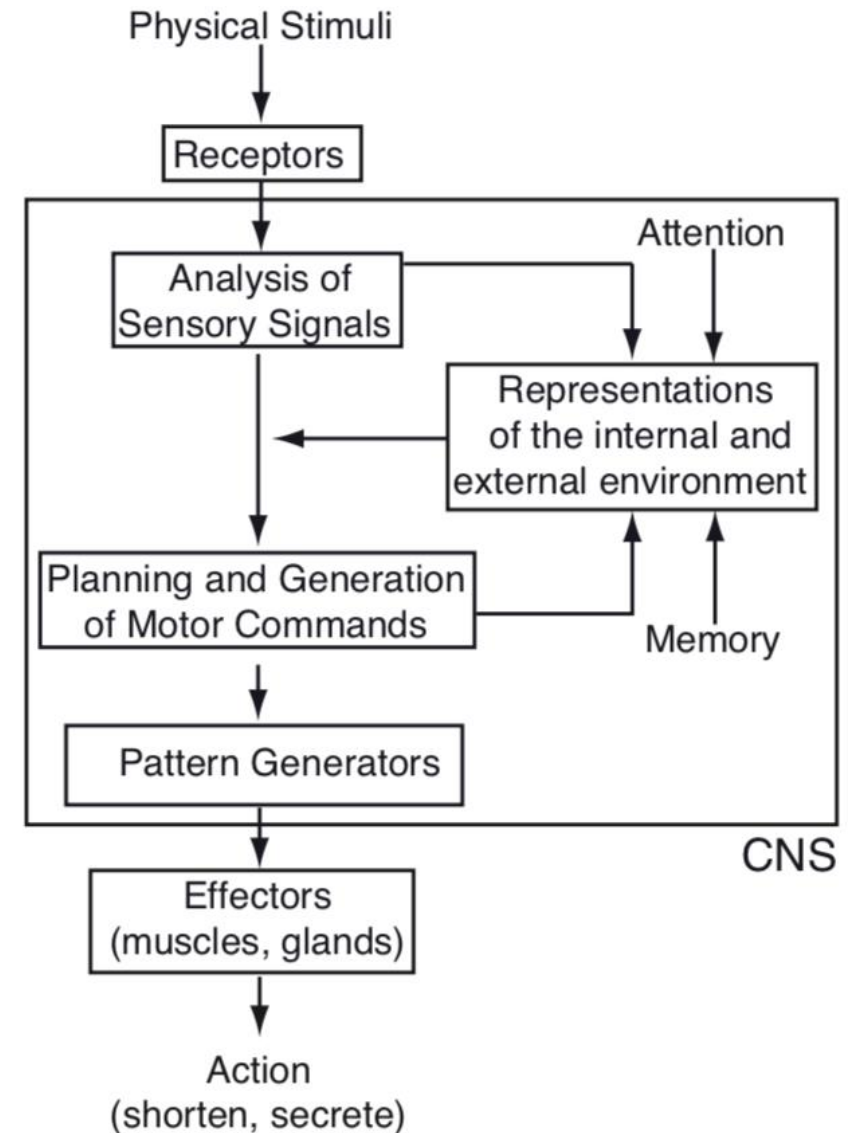 Physical Stimuli
Receptors
Attention
Analysis of
Sensory Signals
Representations
of the internal and
external environment
Planning and Generation
of Motor Commands
Memory
Pattern Generators
CNS
Effectors
(muscles, glands)
Action
(shorten, secrete)